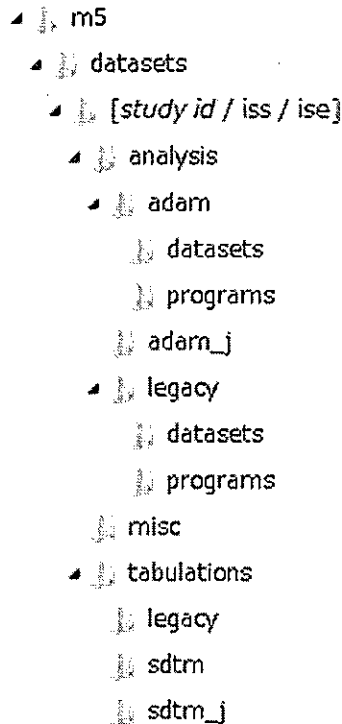 m5
datasets
[study id / iss / ise]
analysis
adam
datasets
programs
adam_j
legacy
datasets
programs
misc
tabulations
legacy
sdtm
sdtm_j